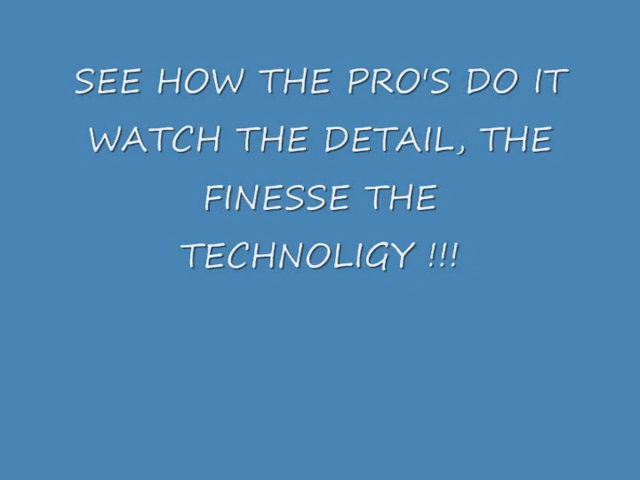 SEE HOW THE PRO'S DO IT
WATCH THE DETAIL, THE
FINESSE THE
TECHNOLIGY !!!